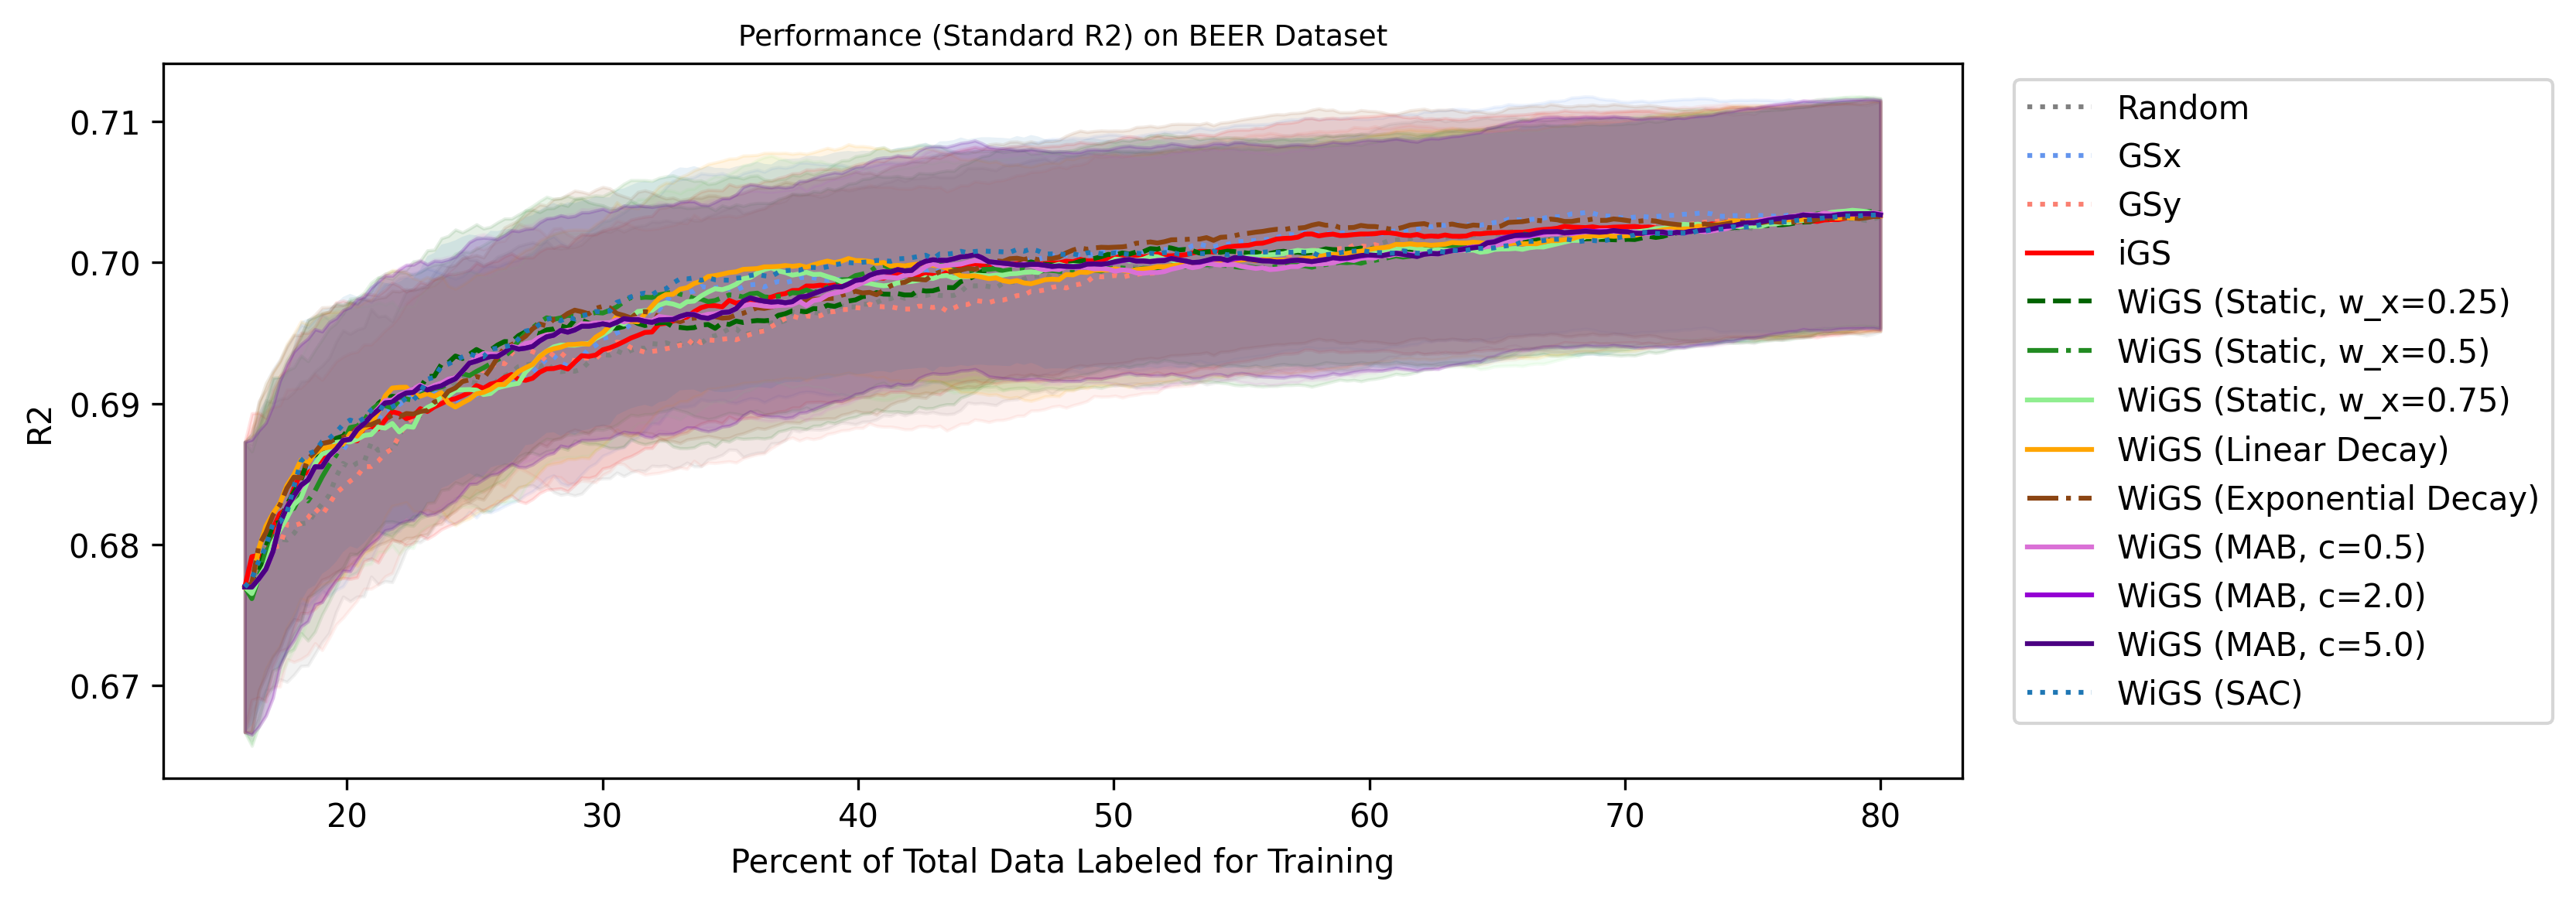 Performance (Standard R2) on BEER Dataset
R2
0.71
0.70
0.69
0.68
0.67
20 30 40 50 60 70 80
Percent of Total Data Labeled for Training
Random
GSx
GSy
iGS
WiGS (Static, w_x=0.25)
WiGS (Static, w_x=0.5)
WiGS (Static, w_x=0.75)
WiGS (Linear Decay)
WiGS (Exponential Decay)
WiGS (MAB, c=0.5)
WiGS (MAB, c=2.0)
WiGS (MAB, c=5.0)
WiGS (SAC)